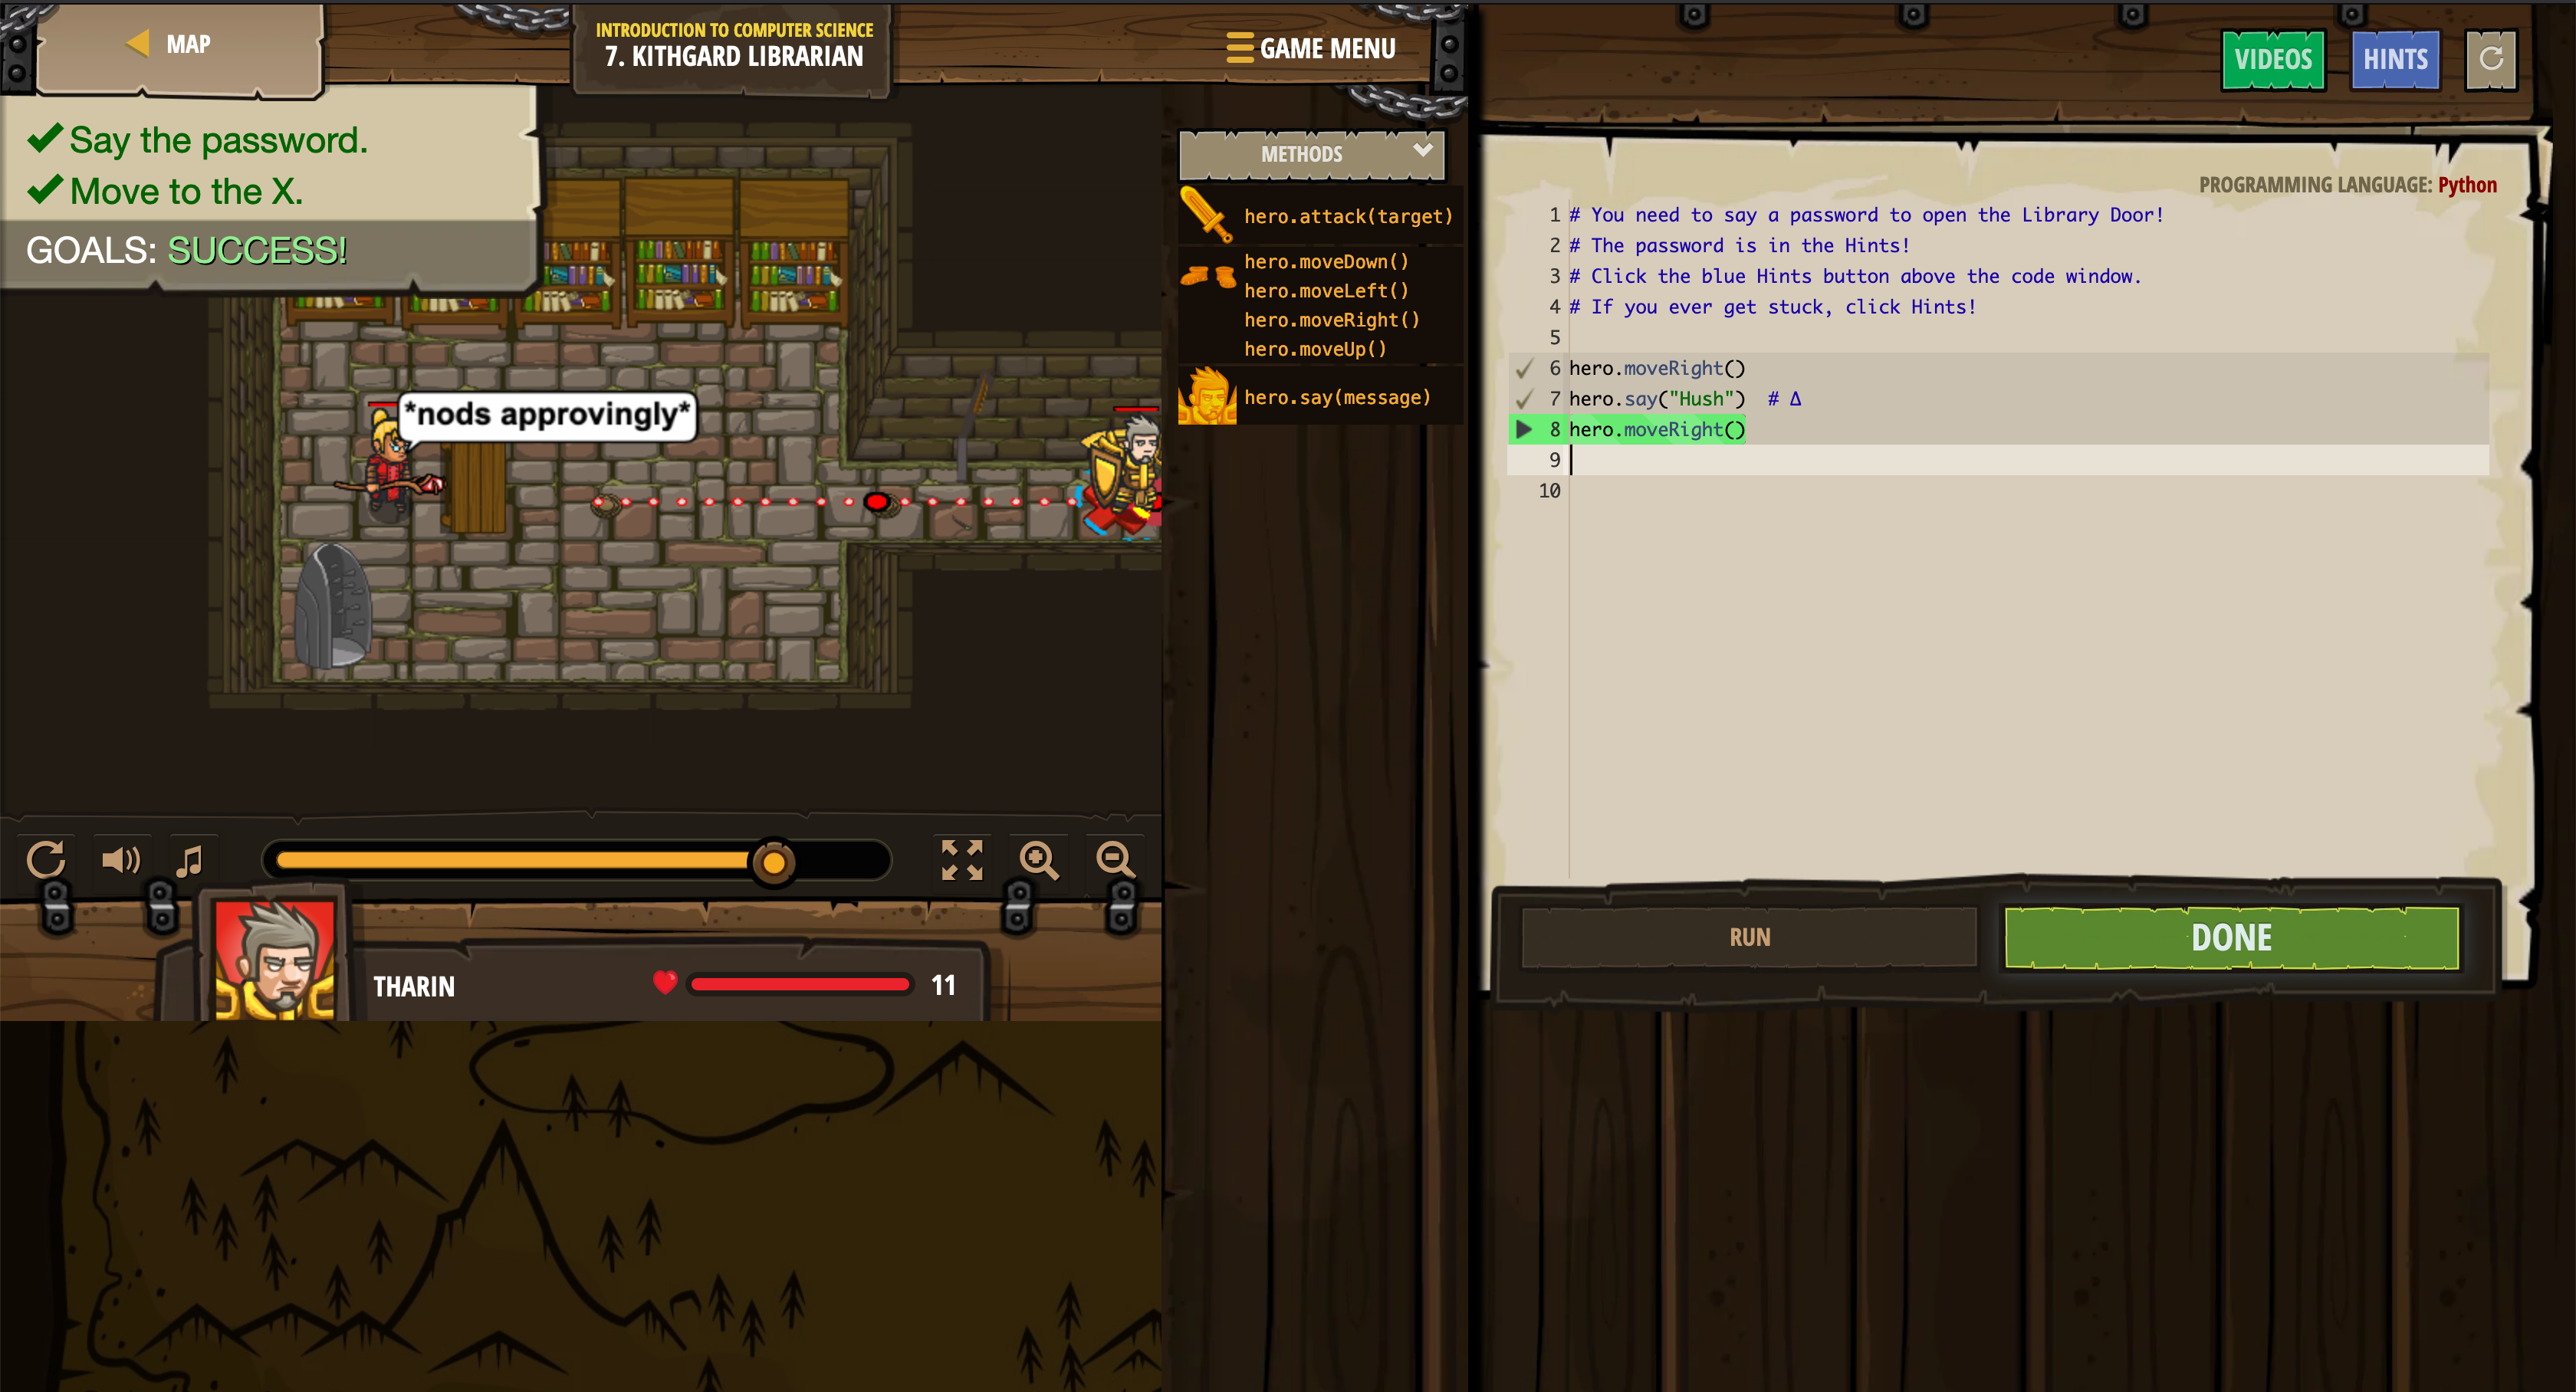 MAP
INTRODUCTION TO COMPUTER SCIENCE
7. KITHGARD LIBRARIAN
GAME MENU
VIDEOS
HINTS
Say the password.
Move to the X.
GOALS: SUCCESS!
*nods approvingly*
METHODS
hero.attack(target)
hero.moveDown()
hero.moveLeft()
hero.moveRight()
hero.moveUp()
hero.say(message)
PROGRAMMING LANGUAGE: Python
1 # You need to say a password to open the Library Door!
2 # The password is in the Hints!
3 # Click the blue Hints button above the code window.
4 # If you ever get stuck, click Hints!
5
6 hero.moveRight()
7 hero.say("Hush")  # Δ
8 hero.moveRight()
9
10
RUN
DONE
THARIN
11